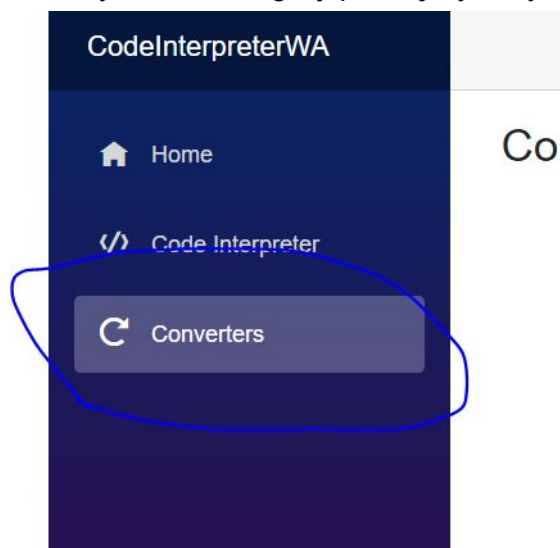 CodeInterpreterWA
Home
Co
Code Interpreter
Converters